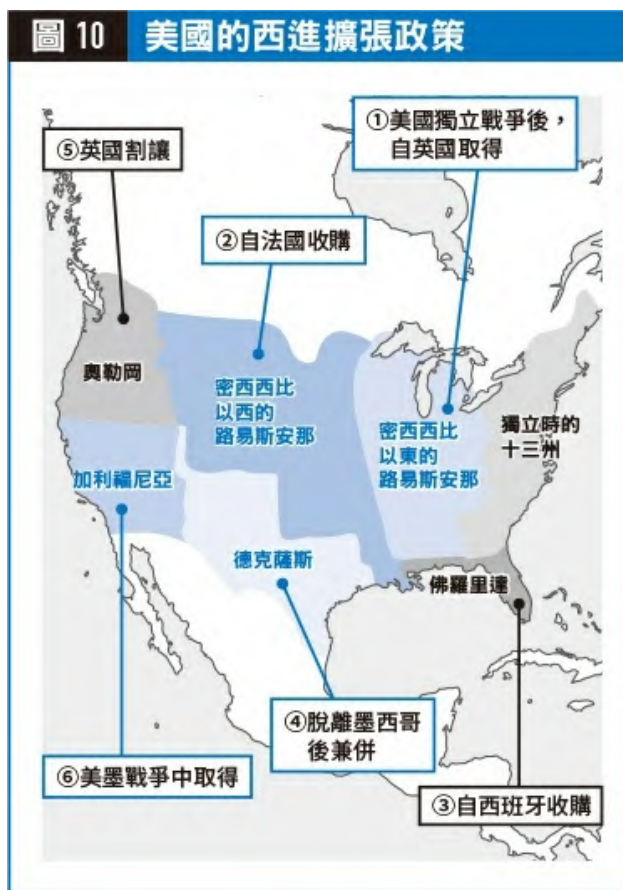 圖 10 美國的西進擴張政策
①美國獨立戰爭後，
自英國取得
⑤英國割讓
②自法國收購
奧勒岡
密西西比
以西的
路易斯安那
密西西比
以東的
路易斯安那
獨立時的
十三州
加利福尼亞
德克薩斯
佛羅里達
④脫離墨西哥
後兼併
⑥美墨戰爭中取得
③自西班牙收購